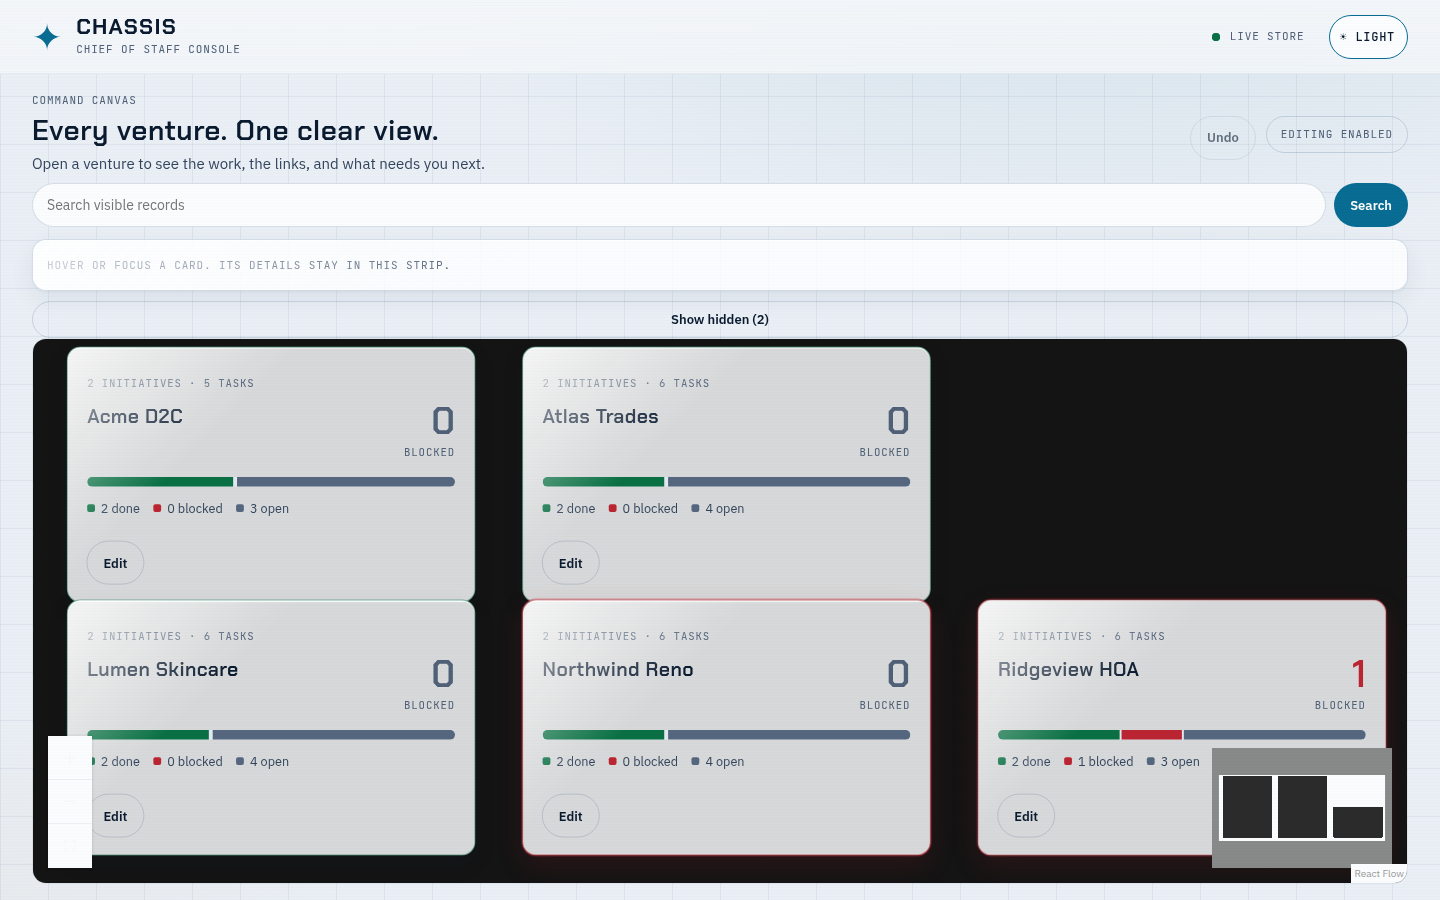 CHASSIS
CHIEF OF STAFF CONSOLE
LIVE STORE
☀ LIGHT
COMMAND CANVAS
Every venture. One clear view.
Open a venture to see the work, the links, and what needs you next.
Undo
EDITING ENABLED
Search visible records
Search
HOVER OR FOCUS A CARD. ITS DETAILS STAY IN THIS STRIP.
Show hidden (2)
2 INITIATIVES · 5 TASKS
Acme D2C
0
BLOCKED
2 done 0 blocked 3 open
Edit
2 INITIATIVES · 6 TASKS
Atlas Trades
0
BLOCKED
2 done 0 blocked 4 open
Edit
2 INITIATIVES · 6 TASKS
Lumen Skincare
0
BLOCKED
2 done 0 blocked 4 open
Edit
2 INITIATIVES · 6 TASKS
Northwind Reno
0
BLOCKED
2 done 0 blocked 4 open
Edit
2 INITIATIVES · 6 TASKS
Ridgeview HOA
1
BLOCKED
2 done 1 blocked 3 open
Edit
React Flow